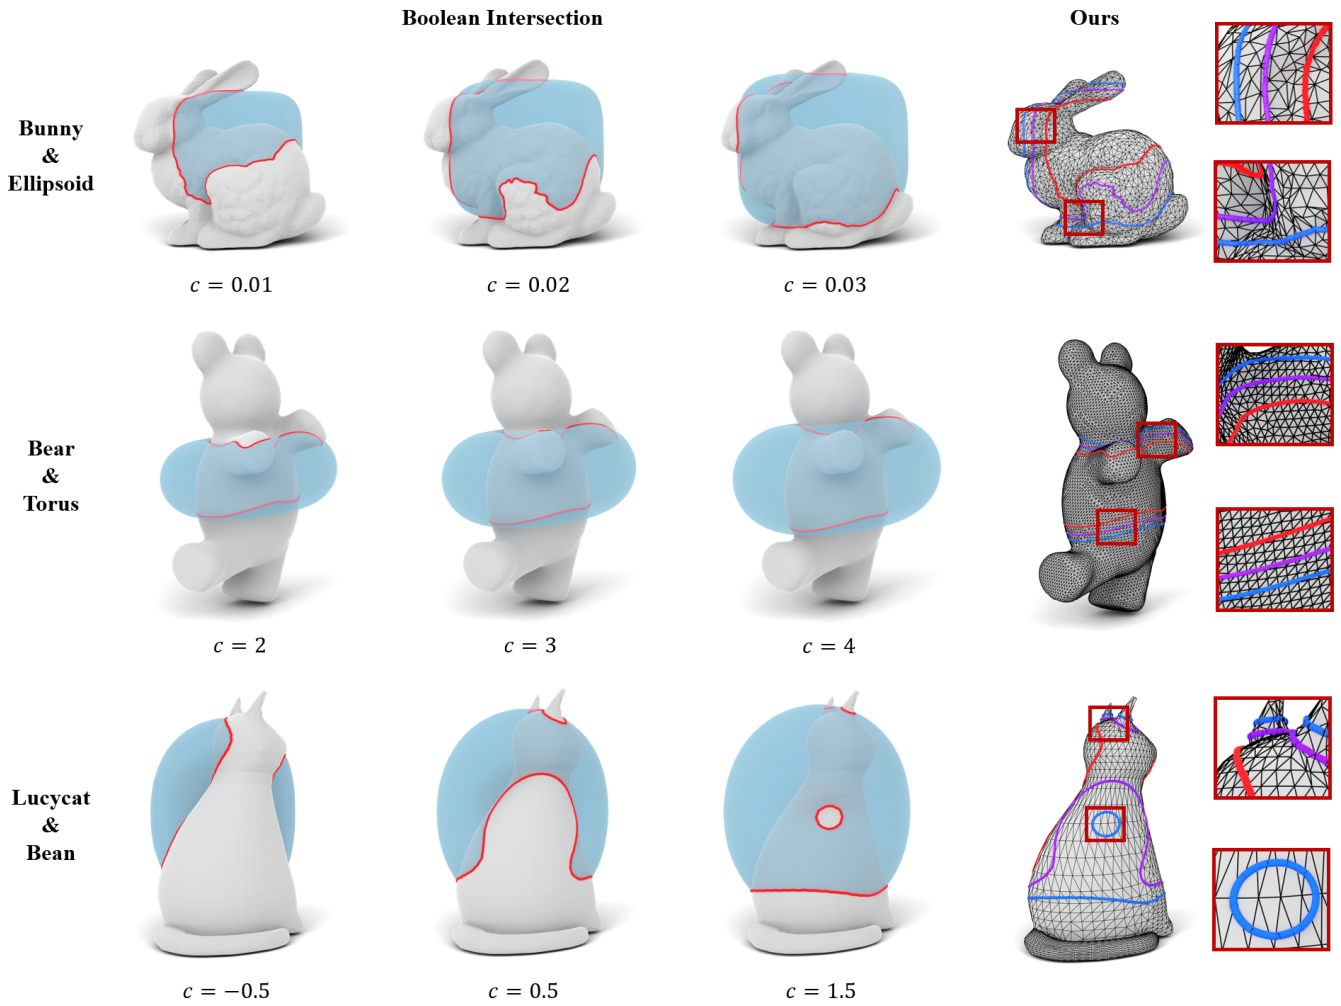 Boolean Intersection
Ours
Bunny
&
Ellipsoid
c = 0.01
c = 0.02
c = 0.03
Bear
&
Torus
c = 2
c = 3
c = 4
Lucycat
&
Bean
c = −0.5
c = 0.5
c = 1.5